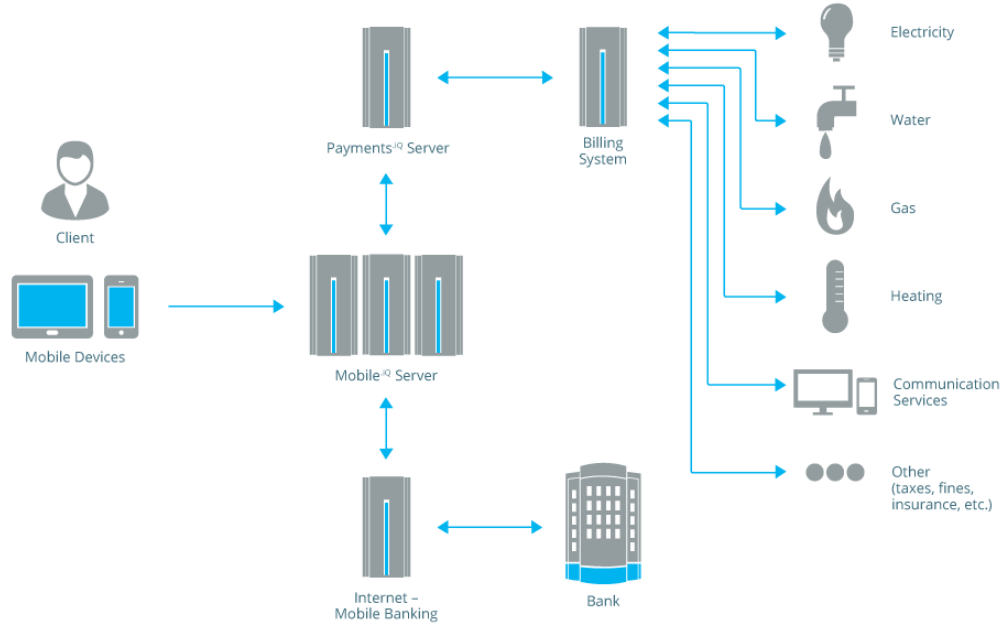 Electricity
Payments.iQ Server
Billing
System
Water
Client
Gas
Mobile Devices
Mobile.iQ Server
Heating
Communication
Services
Other
(taxes, fines,
insurance, etc.)
Internet –
Mobile Banking
Bank